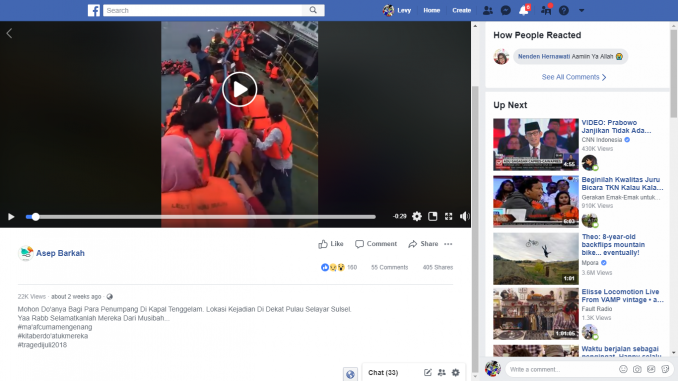 Search
Levy
Home
Create
-0:29
Asep Barkah
Like
Comment
Share
160
55 Comments
405 Shares
22K Views · about 2 weeks ago ·
Mohon Do'anya Bagi Para Penumpang Di Kapal Tenggelam. Lokasi Kejadian Di Dekat Pulau Selayar Sulsel.
Yaa Rabb Selamatkanlah Mereka Dari Musibah...
#ma'afcumamengenang
#kitaberdo'atukmereka
#tragedijuli2018
Chat (33)
How People Reacted
Nenden Hernawati Aamiin Ya Allah
See All Comments
Up Next
4:55
VIDEO: Prabowo
Janjikan Tidak Ada...
CNN Indonesia
438K Views
6:03
Beginilah Kwalitas Juru
Bicara TKN Kalau Kala...
Gerakan Emak-Emak untuk...
910K Views
1:01
Theo: 8-year-old
backflips mountain
bike... eventually!
Mpora
3.6M Views
1:01:05
Elisse Locomotion Live
From VAMP vintage • a...
Fault Radio
1.3M Views
Waktu berjalan sebagai
Write a comment...